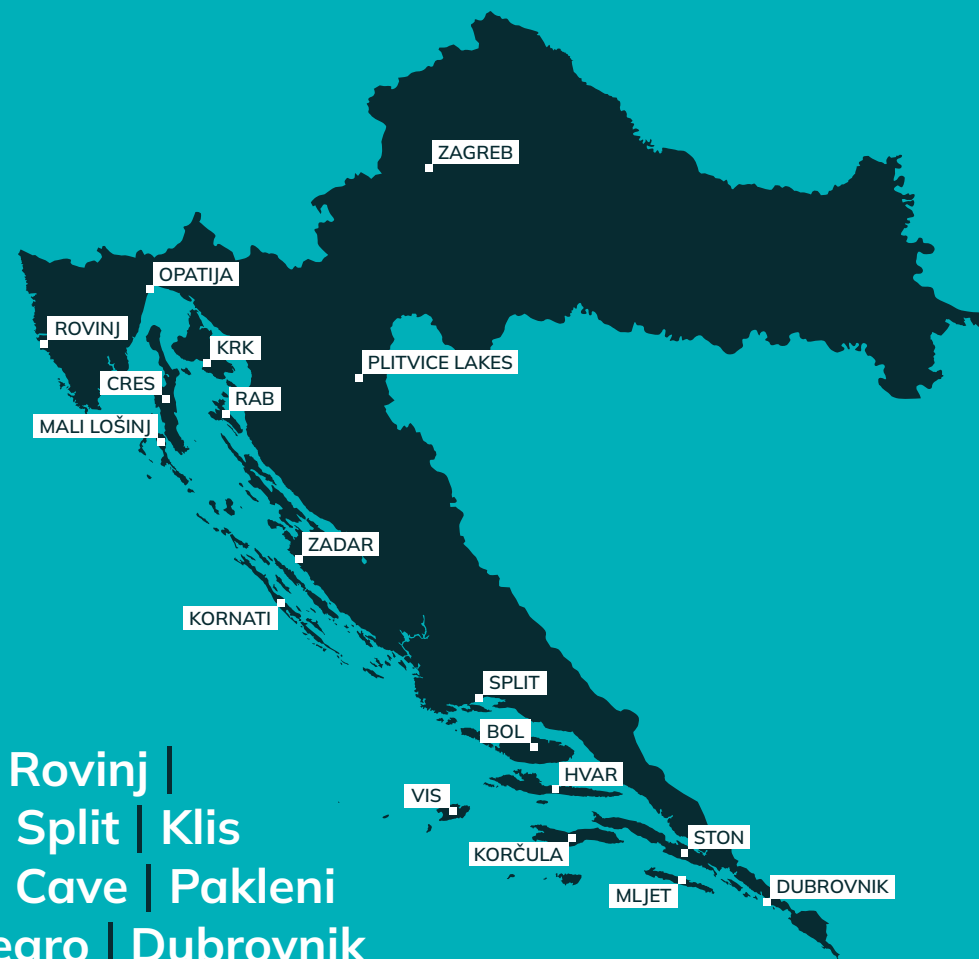 ZAGREB
OPATIJA
ROVINJ
KRK
PLITVICE LAKES
CRES
RAB
MALI LOŠINJ
ZADAR
KORNATI
SPLIT
BOL
HVAR
VIS
STON
KORČULA
DUBROVNIK
MLJET
Rovinj |
Split | Klis
Cave | Pakleni
egro | Dubrovnik